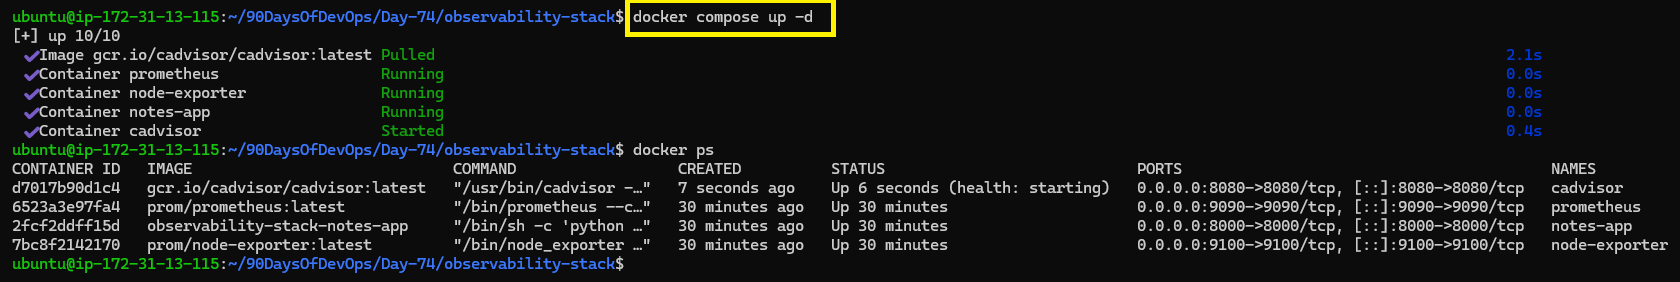 ubuntu@ip-172-31-13-115:~/90DaysOfDevOps/Day-74/observability-stack$ docker compose up -d
[+] up 10/10
✓Image gcr.io/cadvisor/cadvisor:latest Pulled 2.1s
✓Container prometheus Running 0.0s
✓Container node-exporter Running 0.0s
✓Container notes-app Running 0.0s
✓Container cadvisor Started 0.4s
ubuntu@ip-172-31-13-115:~/90DaysOfDevOps/Day-74/observability-stack$ docker ps
CONTAINER ID IMAGE COMMAND CREATED STATUS PORTS NAMES
d7017b90d1c4 gcr.io/cadvisor/cadvisor:latest "/usr/bin/cadvisor -…" 7 seconds ago Up 6 seconds (health: starting) 0.0.0.0:8080->8080/tcp, [::]:8080->8080/tcp cadvisor
6523a3e97fa4 prom/prometheus:latest "/bin/prometheus --c…" 30 minutes ago Up 30 minutes 0.0.0.0:9090->9090/tcp, [::]:9090->9090/tcp prometheus
2fcf2ddff15d observability-stack-notes-app "/bin/sh -c 'python …" 30 minutes ago Up 30 minutes 0.0.0.0:8000->8000/tcp, [::]:8000->8000/tcp notes-app
7bc8f2142170 prom/node-exporter:latest "/bin/node_exporter …" 30 minutes ago Up 30 minutes 0.0.0.0:9100->9100/tcp, [::]:9100->9100/tcp node-exporter
ubuntu@ip-172-31-13-115:~/90DaysOfDevOps/Day-74/observability-stack$